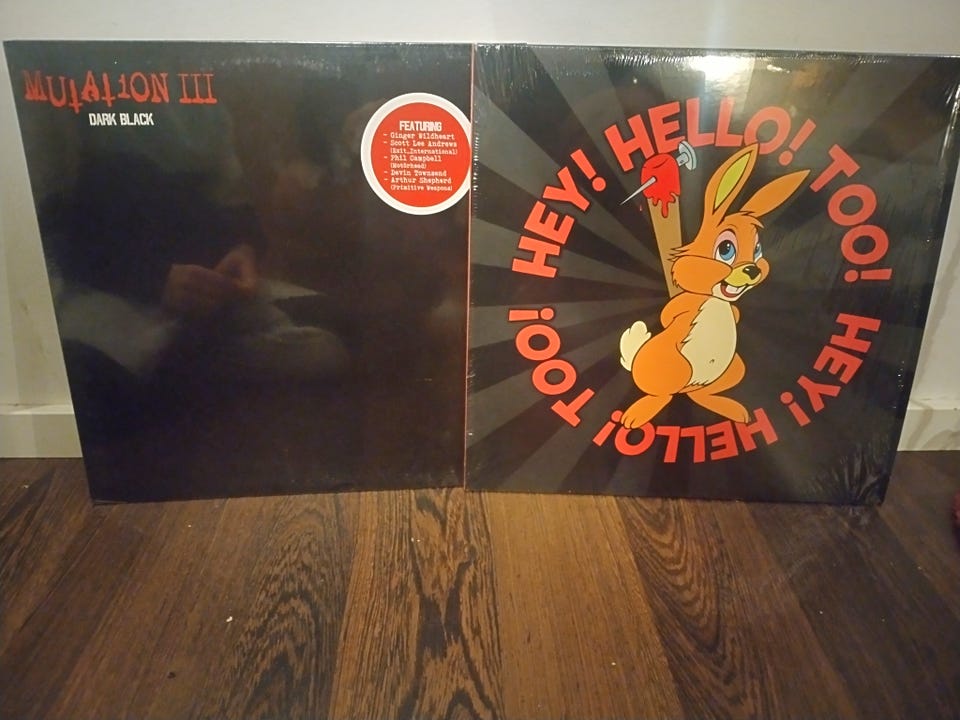 MUtAt1ON III
DARK BLACK
FEATURING
- Ginger Wildheart
- Scott Lee Andrews
(Exit_International)
- Phil Campbell
(Motörhead)
- Devin Townsend
- Arthur Shepherd
(Primitive Weapons)
HEY! HELLO! TOO! HEY! HELLO! TOO!